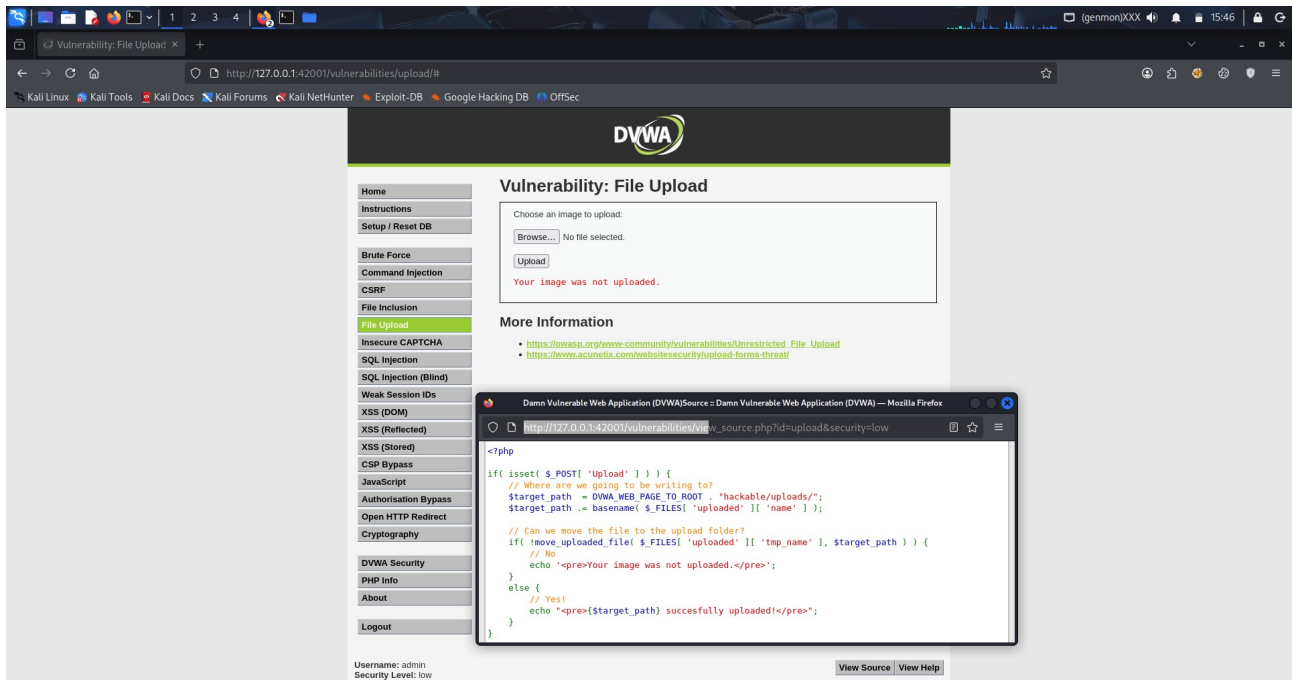 1 2 3 4 2 (genmon)XXX 15:46
Vulnerability: File Upload
http://127.0.0.1:42001/vulnerabilities/upload/#
Kali Linux Kali Tools Kali Docs Kali Forums Kali NetHunter Exploit-DB Google Hacking DB OffSec
DVWA
Home
Instructions
Setup / Reset DB
Brute Force
Command Injection
CSRF
File Inclusion
File Upload
Insecure CAPTCHA
SQL Injection
SQL Injection (Blind)
Weak Session IDs
XSS (DOM)
XSS (Reflected)
XSS (Stored)
CSP Bypass
JavaScript
Authorisation Bypass
Open HTTP Redirect
Cryptography
DVWA Security
PHP Info
About
Logout
Vulnerability: File Upload
Choose an image to upload:
Browse... No file selected.
Upload
Your image was not uploaded.
More Information
https://owasp.org/www-community/vulnerabilities/Unrestricted_File_Upload
https://www.acunetix.com/websitesecurity/upload-forms-threat/
Damn Vulnerable Web Application (DVWA)Source :: Damn Vulnerable Web Application (DVWA) — Mozilla Firefox
http://127.0.0.1:42001/vulnerabilities/view_source.php?id=upload&security=low
<?php
if( isset( $_POST[ 'Upload' ] ) ) {
// Where are we going to be writing to?
$target_path = DVWA_WEB_PAGE_TO_ROOT . "hackable/uploads/";
$target_path .= basename( $_FILES[ 'uploaded' ][ 'name' ] );
// Can we move the file to the upload folder?
if( !move_uploaded_file( $_FILES[ 'uploaded' ][ 'tmp_name' ], $target_path ) ) {
// No
echo '<pre>Your image was not uploaded.</pre>';
}
else {
// Yes!
echo "<pre>{$target_path} succesfully uploaded!</pre>";
}
}
Username: admin
Security Level: low
View Source View Help